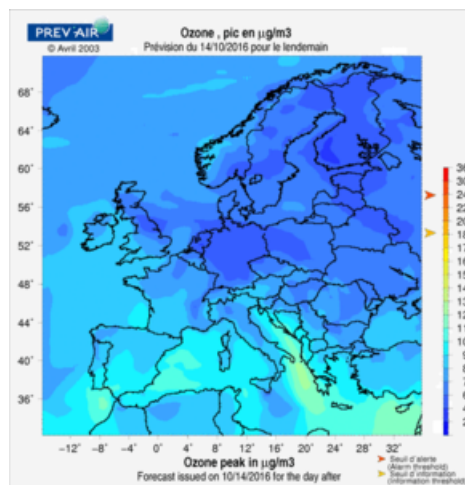 PREV'AIR
© Avril 2003
Ozone , pic en µg/m3
Prévision du 14/10/2016 pour le lendemain
68°
64°
60°
56°
52°
48°
44°
40°
36°
−12° −8° −4° 0° 4° 8° 12° 16° 20° 24° 28° 32°
Ozone peak in µg/m3
Forecast issued on 10/14/2016 for the day after
Seuil d'alerte
(Alarm threshold)
Seuil d'information
(Information threshold